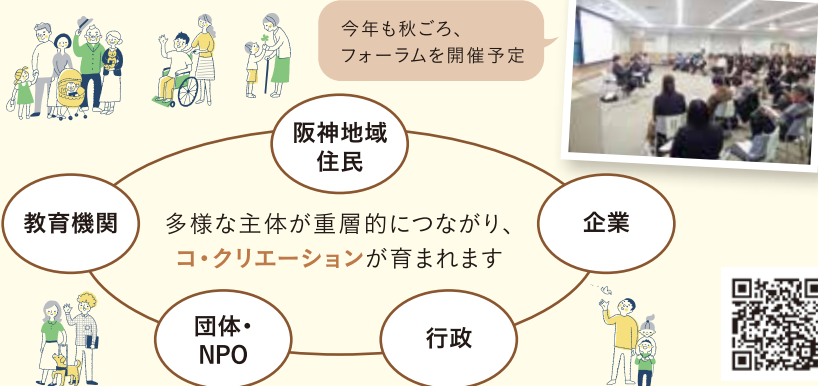 今年も秋ごろ、
フォーラムを開催予定
阪神地域
住民
教育機関
多様な主体が重層的につながり、
コ・クリエーションが育まれます
企業
団体・
NPO
行政